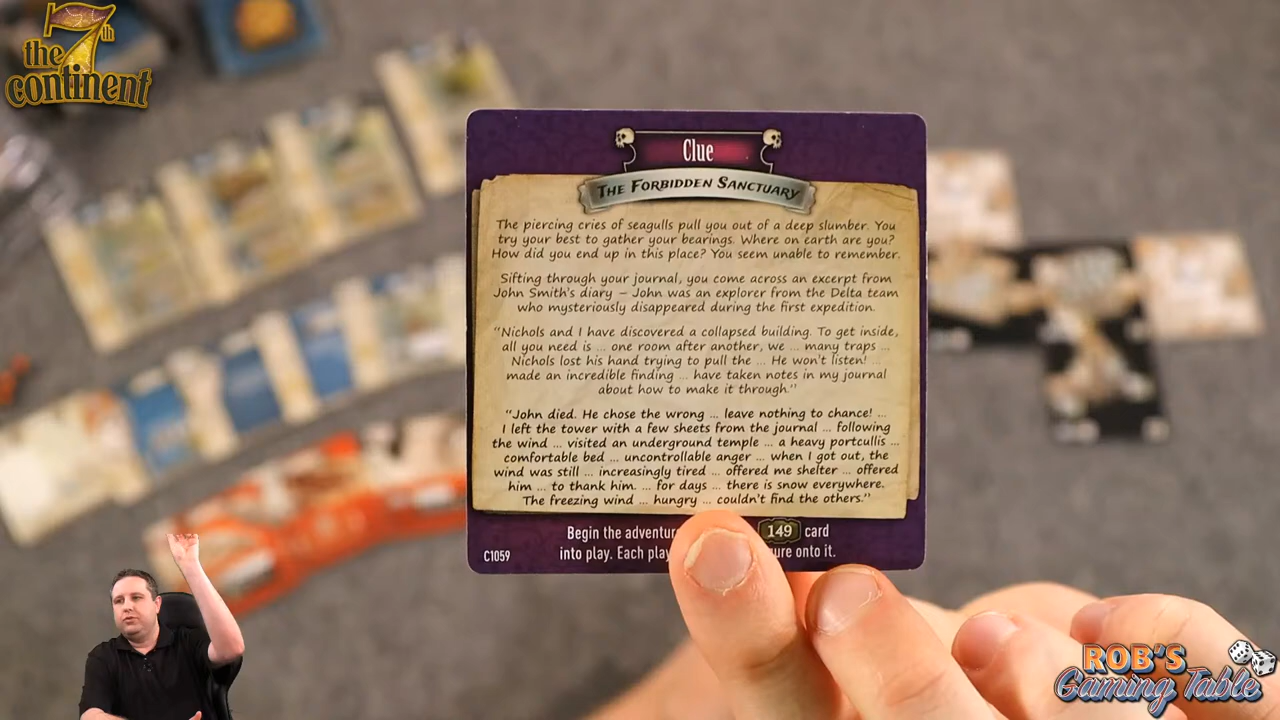 the 7th continent
Clue
THE FORBIDDEN SANCTUARY
The piercing cries of seagulls pull you out of a deep slumber. You
try your best to gather your bearings. Where on earth are you?
How did you end up in this place? You seem unable to remember.
Sifting through your journal, you come across an excerpt from
John Smith's diary – John was an explorer from the Delta team
who mysteriously disappeared during the first expedition.
"Nichols and I have discovered a collapsed building. To get inside,
all you need is ... one room after another, we ... many traps ...
Nichols lost his hand trying to pull the ... He won't listen! ...
made an incredible finding ... have taken notes in my journal
about how to make it through."
"John died. He chose the wrong ... leave nothing to chance! ...
I left the tower with a few sheets from the journal ... following
the wind ... visited an underground temple ... a heavy portcullis ...
comfortable bed ... uncontrollable anger ... when I got out, the
wind was still ... increasingly tired ... offered me shelter ... offered
him ... to thank him. ... for days ... there is snow everywhere.
The freezing wind ... hungry ... couldn't find the others."
Begin the adventu 149 card
into play. Each play ure onto it.
C1059
ROB'S
Gaming Table